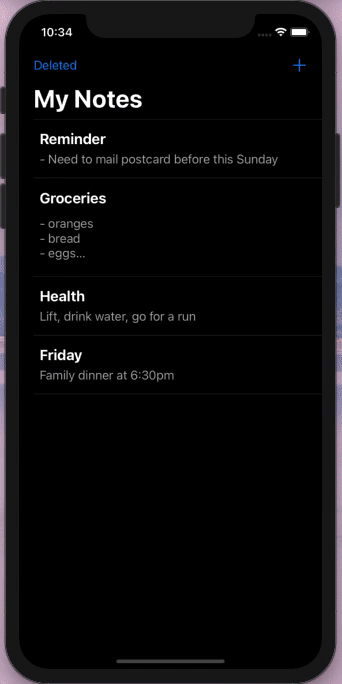 10:34
Deleted
+
My Notes
Reminder
- Need to mail postcard before this Sunday
Groceries
- oranges
- bread
- eggs...
Health
Lift, drink water, go for a run
Friday
Family dinner at 6:30pm